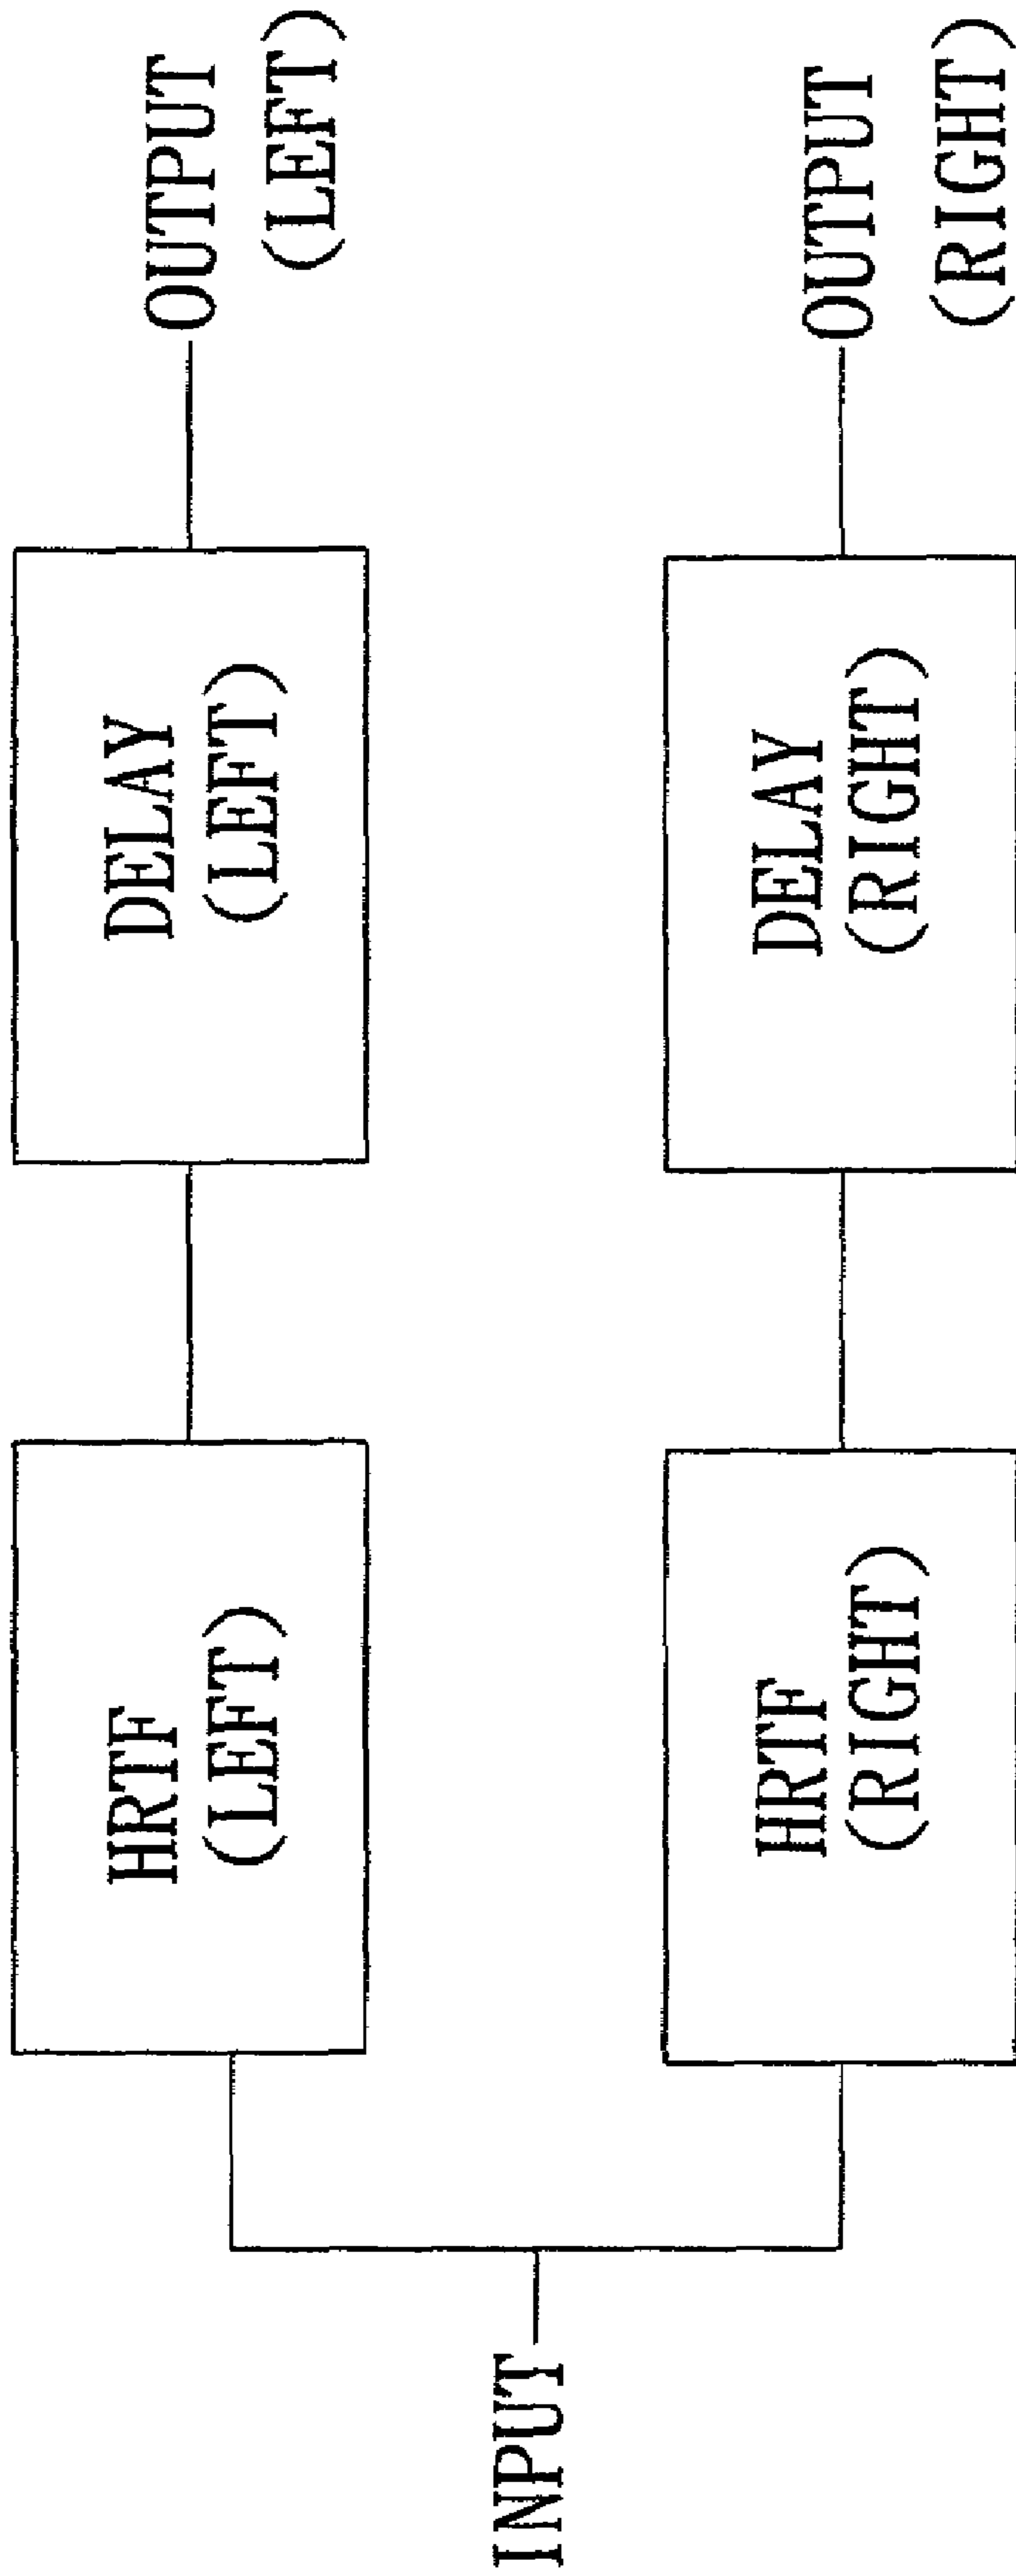 INPUT
HRTF
(LEFT)
DELAY
(LEFT)
OUTPUT
(LEFT)
HRTF
(RIGHT)
DELAY
(RIGHT)
OUTPUT
(RIGHT)